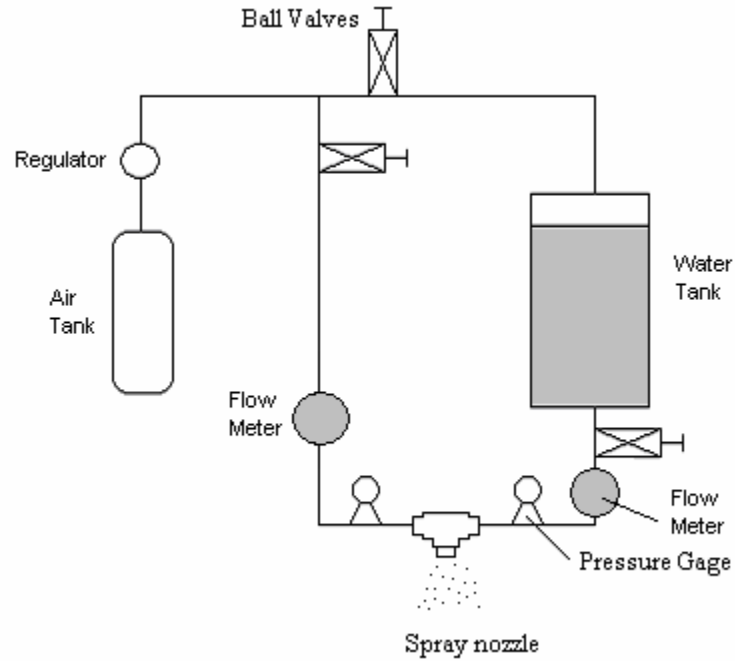 Ball Valves
Regulator
Air
Tank
Water
Tank
Flow
Meter
Flow
Meter
Pressure Gage
Spray nozzle